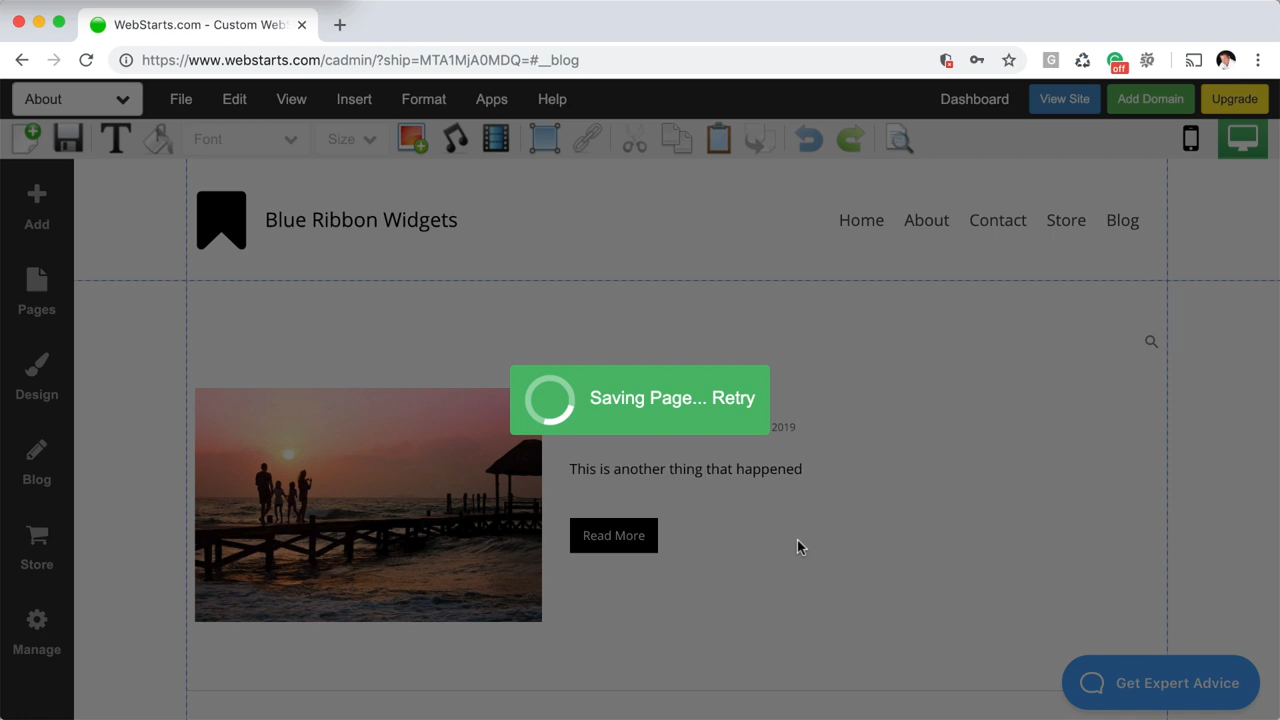 WebStarts.com - Custom Web
https://www.webstarts.com/cadmin/?ship=MTA1MjA0MDQ=#__blog
G
off
About
File
Edit
View
Insert
Format
Apps
Help
Dashboard
View Site
Add Domain
Upgrade
T
Font
Size
Add
Pages
Design
Blog
Store
Manage
Blue Ribbon Widgets
Home
About
Contact
Store
Blog
Saving Page... Retry
2019
This is another thing that happened
Read More
Get Expert Advice